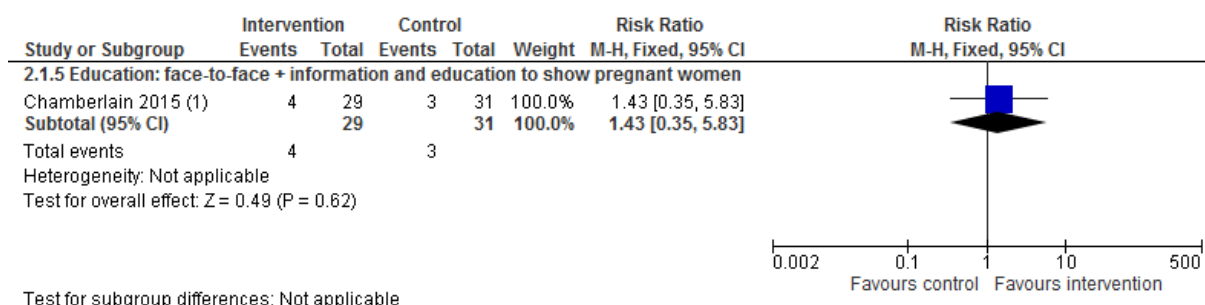 Intervention Control Risk Ratio Risk Ratio
Study or Subgroup Events Total Events Total Weight M-H, Fixed, 95% CI M-H, Fixed, 95% CI
2.1.5 Education: face-to-face + information and education to show pregnant women
Chamberlain 2015 (1) 4 29 3 31 100.0% 1.43 [0.35, 5.83]
Subtotal (95% CI) 29 31 100.0% 1.43 [0.35, 5.83]
Total events 4 3
Heterogeneity: Not applicable
Test for overall effect: Z = 0.49 (P = 0.62)
0.002 0.1 1 10 500
Favours control Favours intervention
Test for subgroup differences: Not applicable